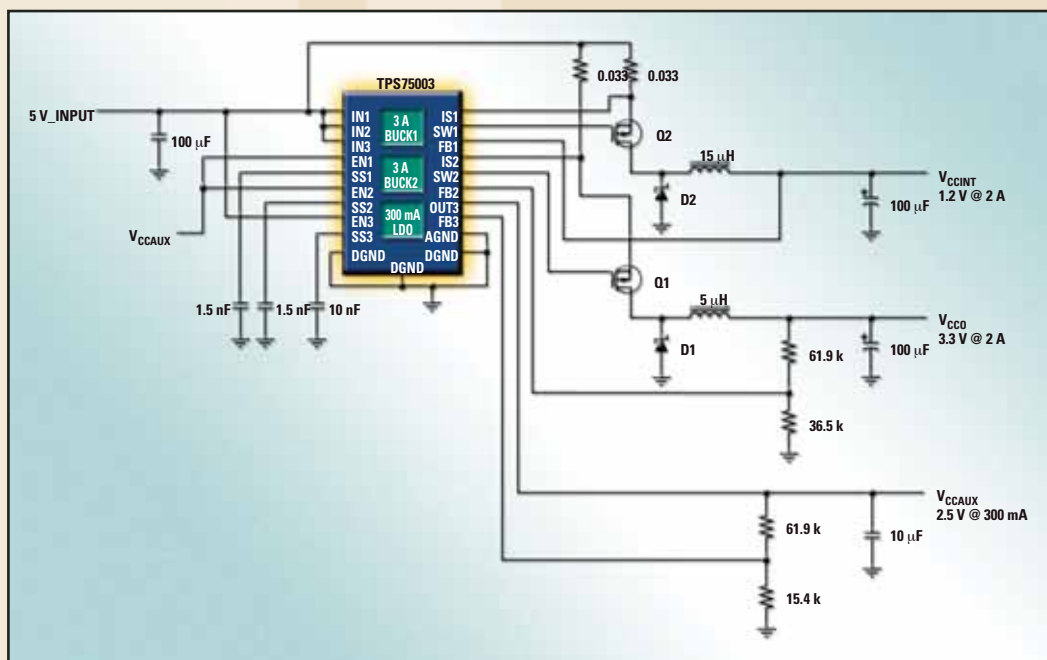 TPS75003
0.033
0.033
5 V_INPUT
100 µF
IN1
IN2
IN3
EN1
SS1
EN2
SS2
EN3
SS3
DGND
DGND
3 A
BUCK1
3 A
BUCK2
300 mA
LDO
IS1
SW1
FB1
IS2
SW2
FB2
OUT3
FB3
AGND
DGND
V_CCAUX
1.5 nF
1.5 nF
10 nF
Q2
15 µH
D2
V_CCINT
1.2 V @ 2 A
100 µF
Q1
5 µH
D1
V_CCO
3.3 V @ 2 A
61.9 k
100 µF
36.5 k
V_CCAUX
2.5 V @ 300 mA
61.9 k
10 µF
15.4 k